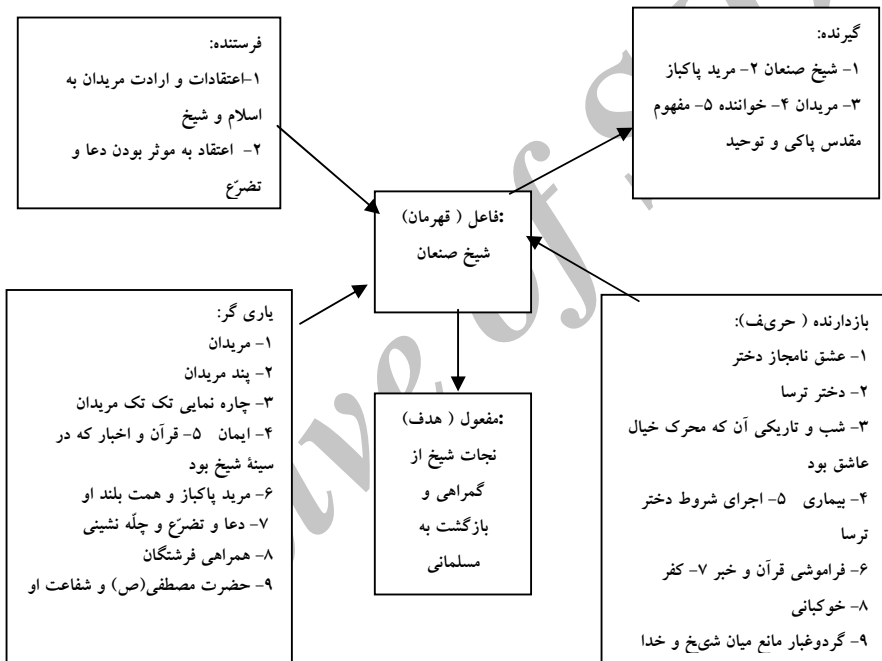 گیرنده:
۱- شیخ صنعان ۲- مرید پاکباز
۳- مریدان ۴- خواننده ۵- مفهوم
مقدس پاکی و توحید
فرستنده:
۱-اعتقادات و ارادت مریدان به
اسلام و شیخ
۲- اعتقاد به موثر بودن دعا و
تضرّع
:فاعل ( قهرمان)
شیخ صنعان
بازدارنده ( حریف):
۱- عشق نامجاز دختر
۲- دختر ترسا
۳- شب و تاریکی آن که محرک خیال
عاشق بود
۴- بیماری ۵- اجرای شروط دختر
ترسا
۶- فراموشی قرآن و خبر ۷- کفر
۸- خوکبانی
۹- گردوغبار مانع میان شیخ و خدا
یاری گر:
۱- مریدان
۲- پند مریدان
۳- چاره نمایی تک تک مریدان
۴- ایمان ۵- قرآن و اخبار که در
سینهٔ شیخ بود
۶- مرید پاکباز و همت بلند او
۷- دعا و تضرّع و چلّه نشینی
۸- همراهی فرشتگان
۹- حضرت مصطفی(ص) و شفاعت او
:مفعول ( هدف)
نجات شیخ از
گمراهی و
بازگشت به
مسلمانی